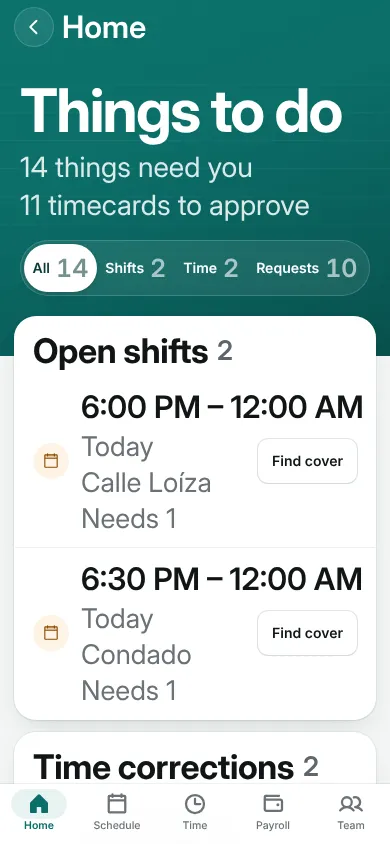 Home
Things to do
14 things need you
11 timecards to approve
All 14 Shifts 2 Time 2 Requests 10
Open shifts 2
6:00 PM – 12:00 AM
Today
Calle Loíza
Needs 1
Find cover
6:30 PM – 12:00 AM
Today
Condado
Needs 1
Find cover
Time corrections 2
Home Schedule Time Payroll Team